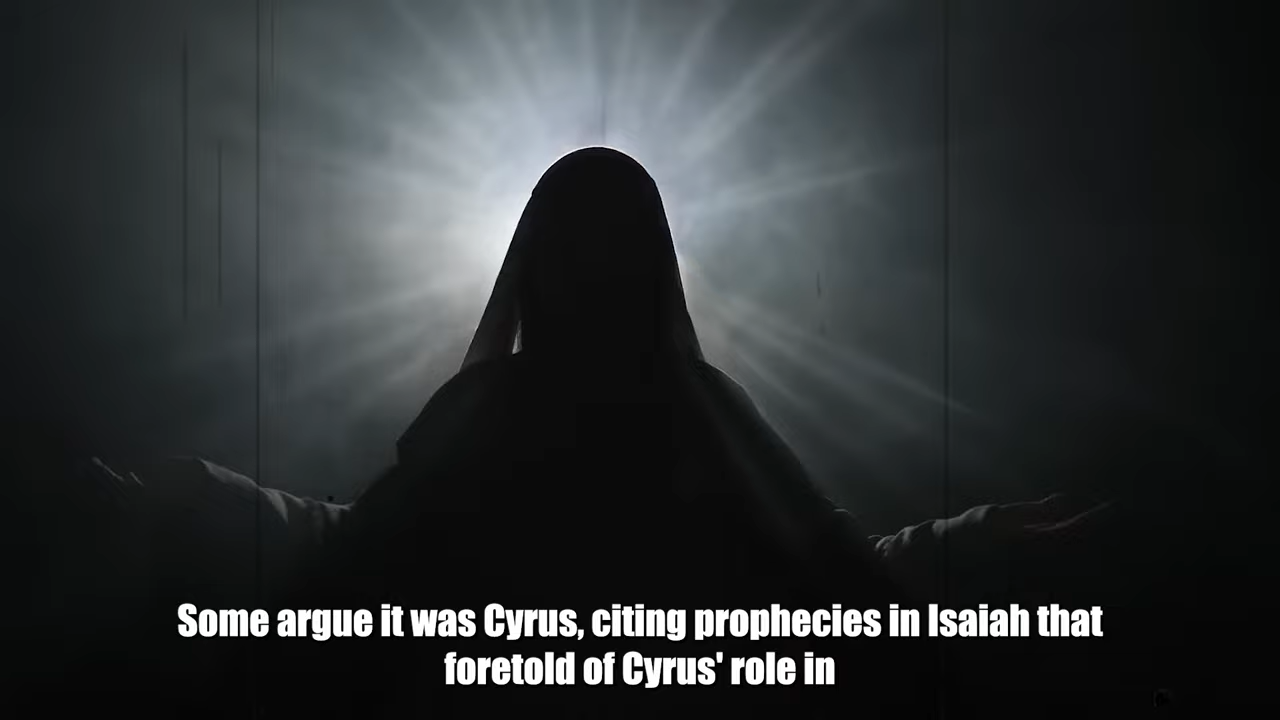 Some argue it was Cyrus, citing prophecies in Isaiah that
foretold of Cyrus' role in